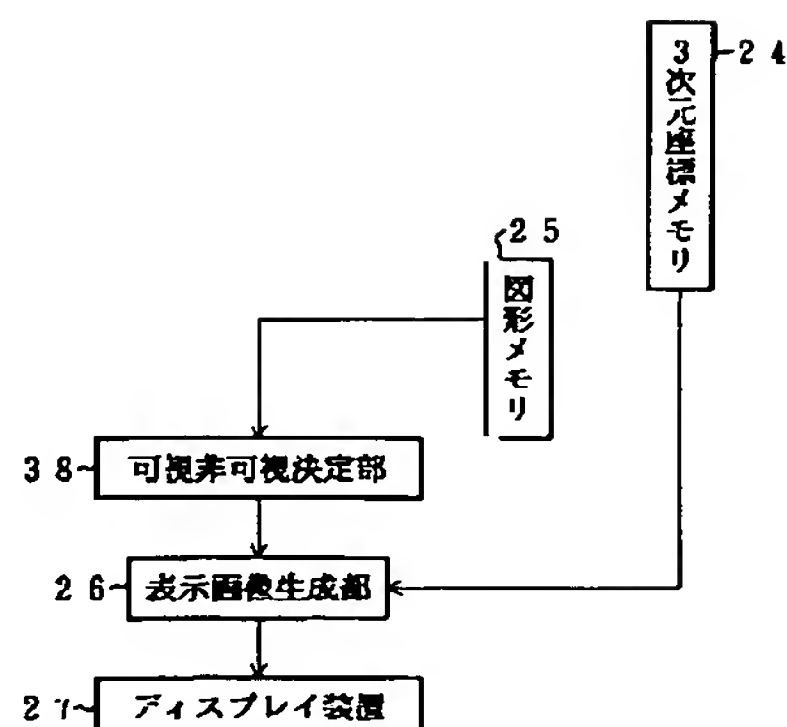 3次元座標メモリ
24
25
図形メモリ
38
可視非可視決定部
26
表示画像生成部
27
ディスプレイ装置